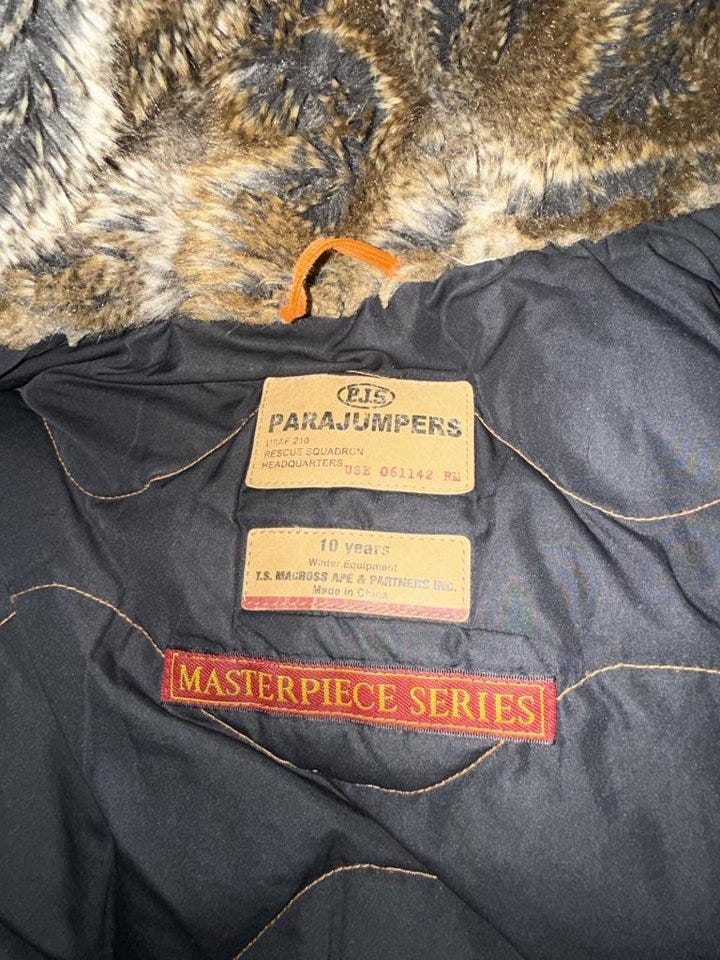 P.J.S.
PARAJUMPERS
USAF 210
RESCUE SQUADRON
HEADQUARTERS USE 061142 RM
10 years
Winter Equipment
T.S. MACROSS APE & PARTNERS INC.
Made in China
MASTERPIECE SERIES